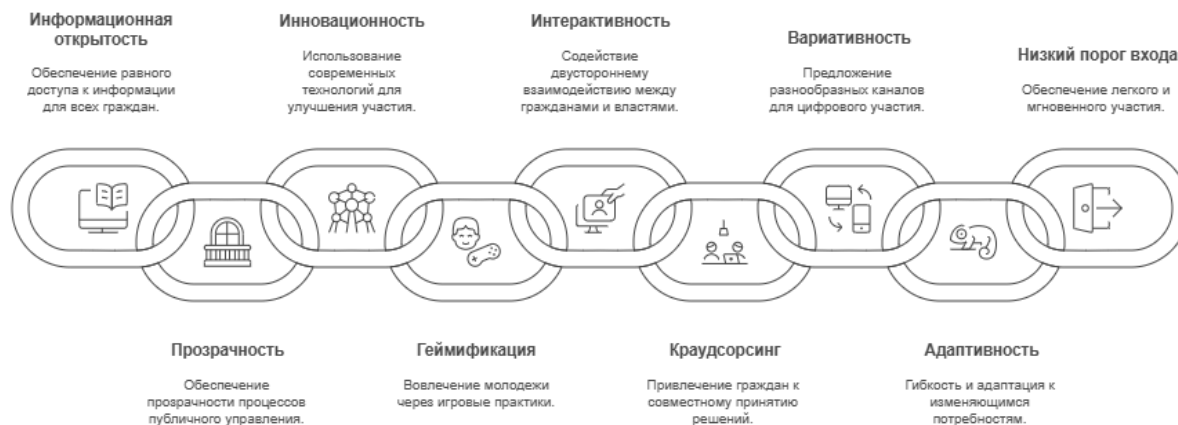 Информационная
открытость
Обеспечение равного
доступа к информации
для всех граждан.
Инновационность
Использование
современных
технологий для
улучшения участия.
Интерактивность
Содействие
двустороннему
взаимодействию между
гражданами и властями.
Вариативность
Предложение
разнообразных каналов
для цифрового участия.
Низкий порог входа
Обеспечение легкого и
мгновенного участия.
Прозрачность
Обеспечение
прозрачности процессов
публичного управления.
Геймификация
Вовлечение молодежи
через игровые практики.
Краудсорсинг
Привлечение граждан к
совместному принятию
решений.
Адаптивность
Гибкость и адаптация к
изменяющимся
потребностям.